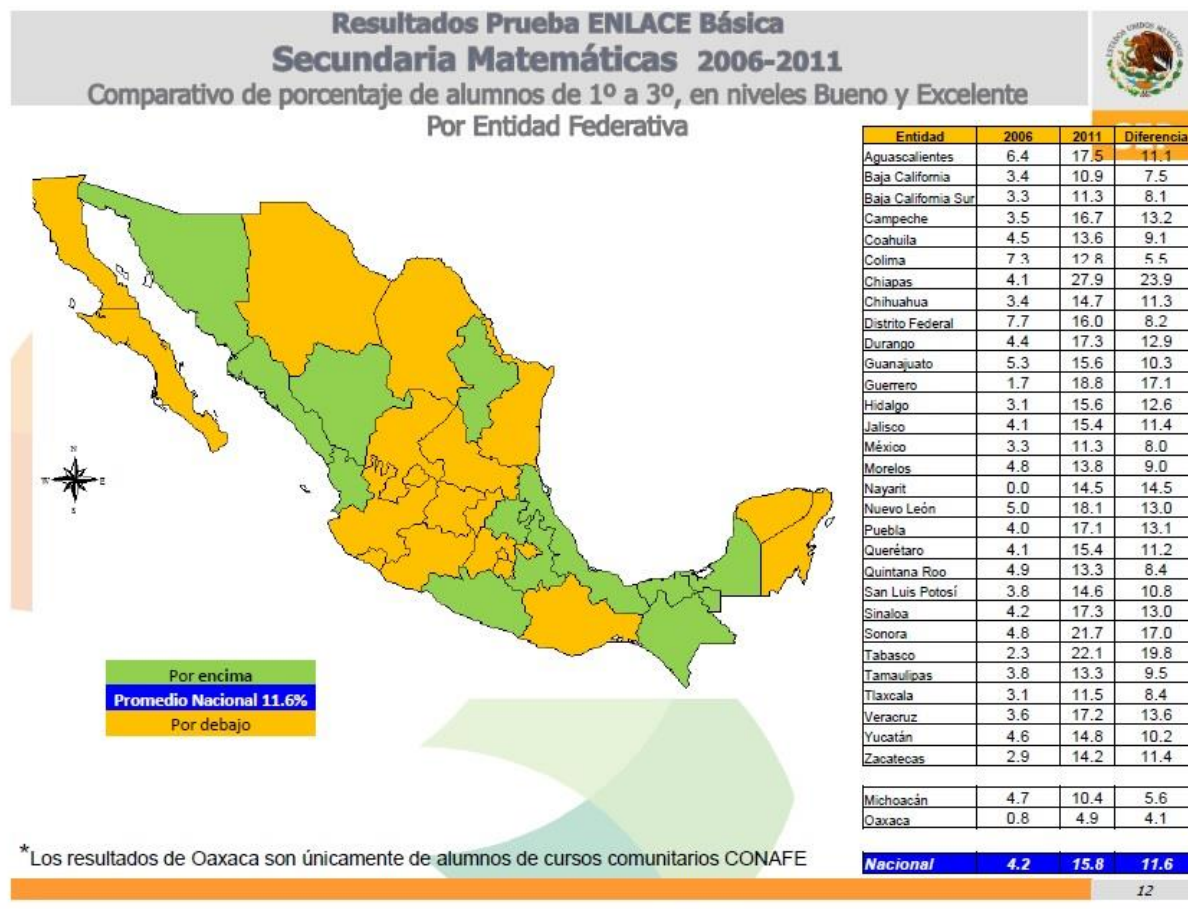 Resultados Prueba ENLACE Básica
Secundaria Matemáticas 2006-2011
Comparativo de porcentaje de alumnos de 1º a 3º, en niveles Bueno y Excelente
Por Entidad Federativa
ESTADOS UNIDOS MEXICANOS
Entidad 2006 2011 Diferencia
Aguascalientes 6.4 17.5 11.1
Baja California 3.4 10.9 7.5
Baja California Sur 3.3 11.3 8.1
Campeche 3.5 16.7 13.2
Coahuila 4.5 13.6 9.1
Colima 7.3 12.8 5.5
Chiapas 4.1 27.9 23.9
Chihuahua 3.4 14.7 11.3
Distrito Federal 7.7 16.0 8.2
Durango 4.4 17.3 12.9
Guanajuato 5.3 15.6 10.3
Guerrero 1.7 18.8 17.1
Hidalgo 3.1 15.6 12.6
Jalisco 4.1 15.4 11.4
México 3.3 11.3 8.0
Morelos 4.8 13.8 9.0
Nayarit 0.0 14.5 14.5
Nuevo León 5.0 18.1 13.0
Puebla 4.0 17.1 13.1
Querétaro 4.1 15.4 11.2
Quintana Roo 4.9 13.3 8.4
San Luis Potosí 3.8 14.6 10.8
Sinaloa 4.2 17.3 13.0
Sonora 4.8 21.7 17.0
Tabasco 2.3 22.1 19.8
Tamaulipas 3.8 13.3 9.5
Tlaxcala 3.1 11.5 8.4
Veracruz 3.6 17.2 13.6
Yucatán 4.6 14.8 10.2
Zacatecas 2.9 14.2 11.4
Michoacán 4.7 10.4 5.6
Oaxaca 0.8 4.9 4.1
Nacional 4.2 15.8 11.6
N
W E
S
Por encima
Promedio Nacional 11.6%
Por debajo
*Los resultados de Oaxaca son únicamente de alumnos de cursos comunitarios CONAFE
12